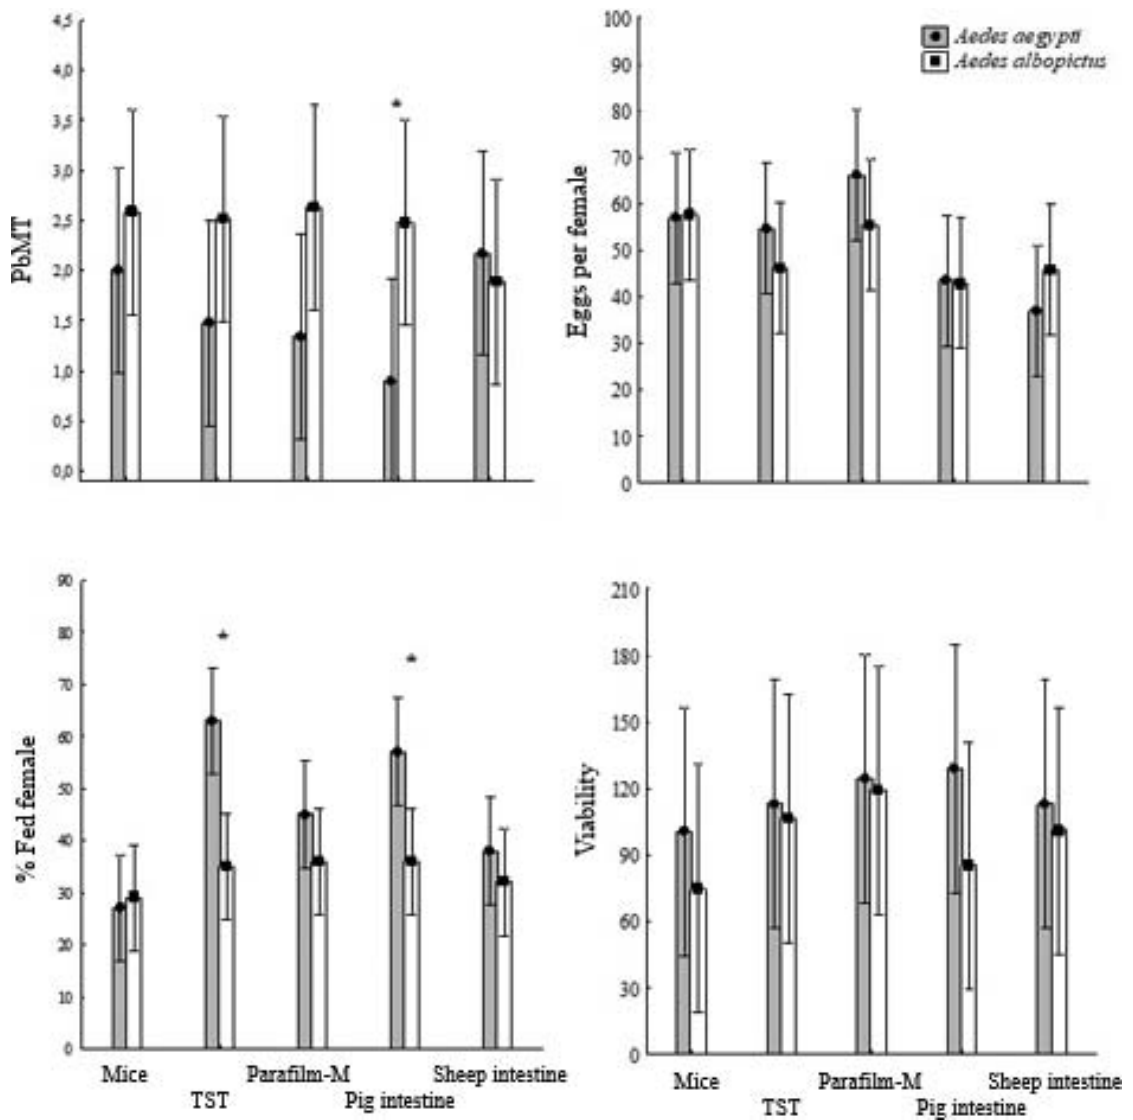 4,5
4,0
3,5
3,0
2,5
2,0
1,5
1,0
0,5
0,0
PbMT
*
100
90
80
70
60
50
40
30
20
10
0
Eggs per female
Aedes aegypti
Aedes albopictus
90
80
70
60
50
40
30
20
10
0
% Fed female
*
*
Mice
Parafilm-M
Sheep intestine
TST
Pig intestine
210
180
150
120
90
60
30
0
Viability
Mice
Parafilm-M
Sheep intestine
TST
Pig intestine